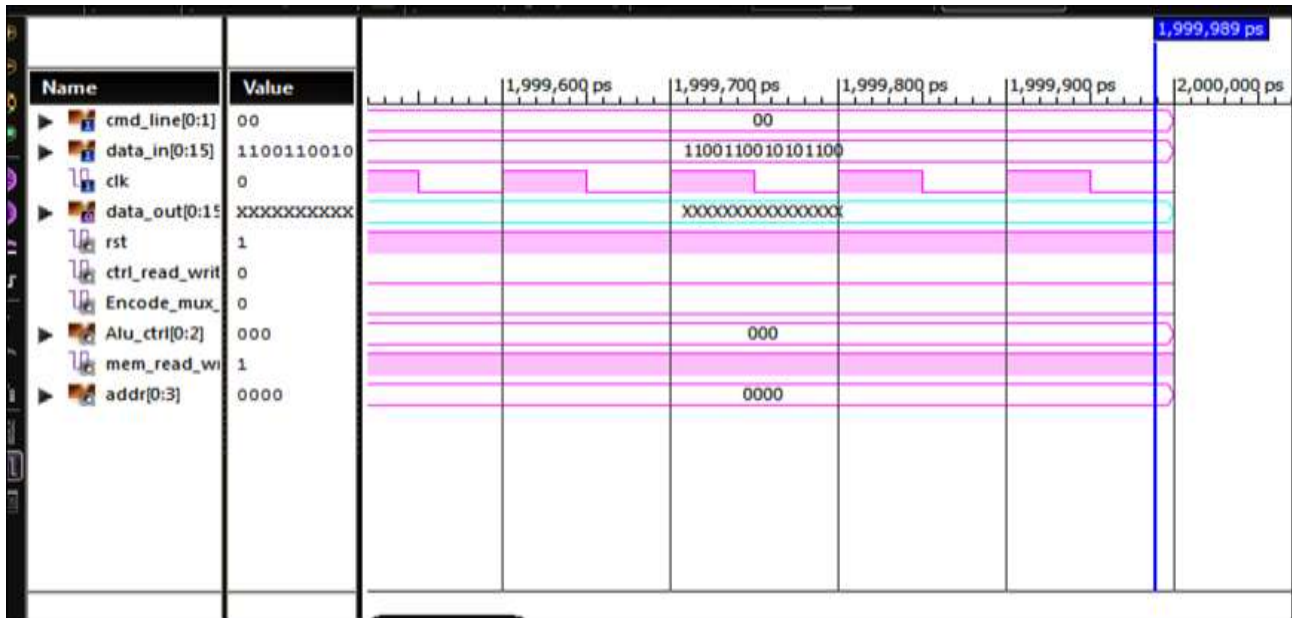 1,999,989 ps
Name Value
1,999,600 ps 1,999,700 ps 1,999,800 ps 1,999,900 ps 2,000,000 ps
cmd_line[0:1] 00 00
data_in[0:15] 1100110010 1100110010101100
clk 0
data_out[0:15 XXXXXXXXXX XXXXXXXXXXXXXXXX
rst 1
ctrl_read_writ 0
Encode_mux_ 0
Alu_ctrl[0:2] 000 000
mem_read_wi 1
addr[0:3] 0000 0000